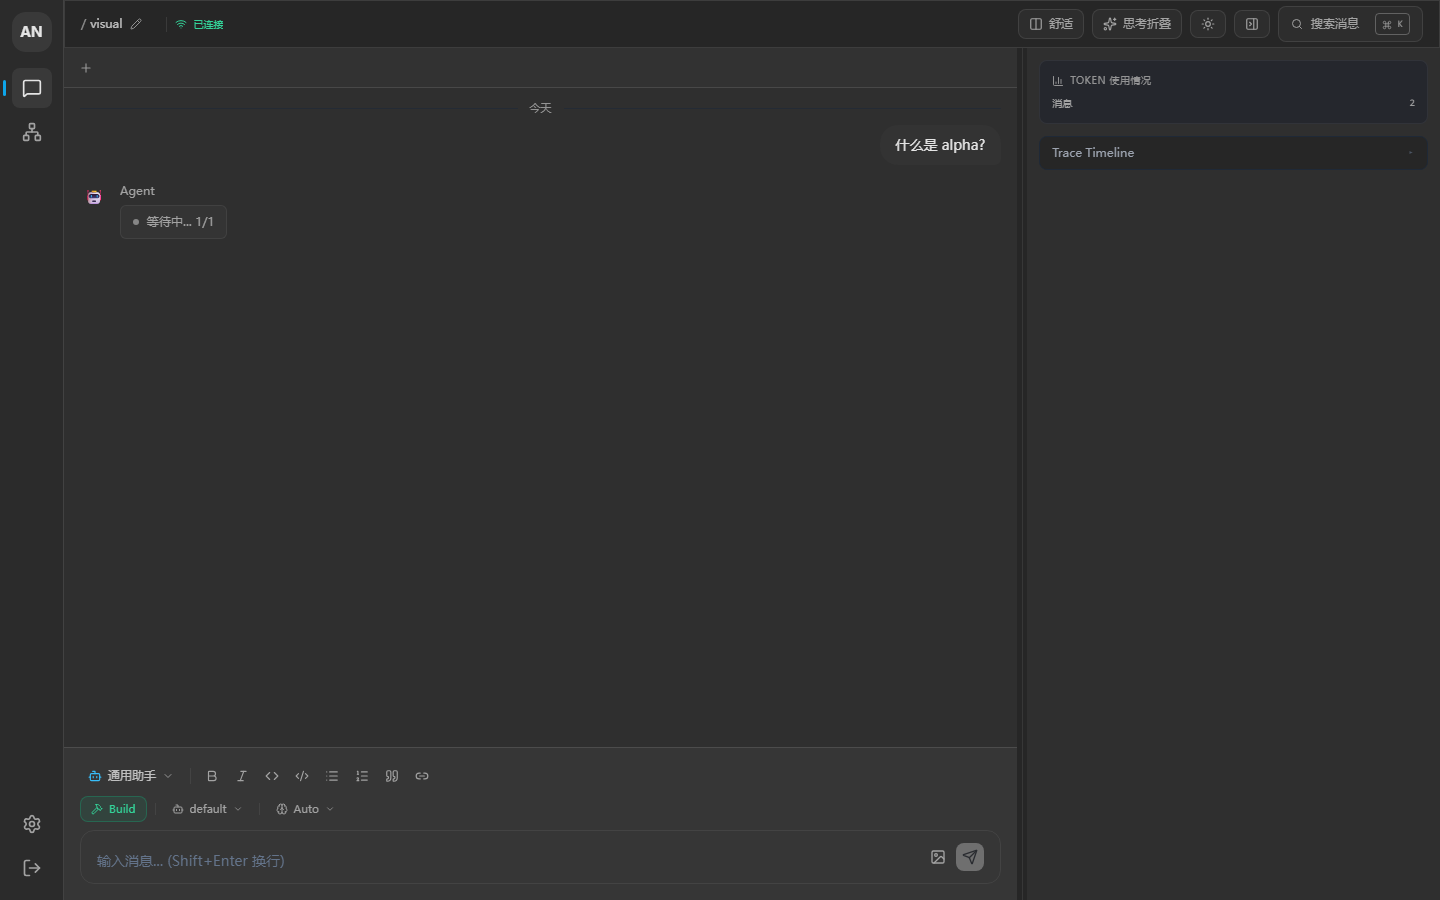 AN
/ visual
已连接
舒适
思考折叠
搜索消息
⌘ K
今天
什么是 alpha?
Agent
等待中... 1/1
TOKEN 使用情况
消息 2
Trace Timeline
通用助手
Build
default
Auto
输入消息... (Shift+Enter 换行)